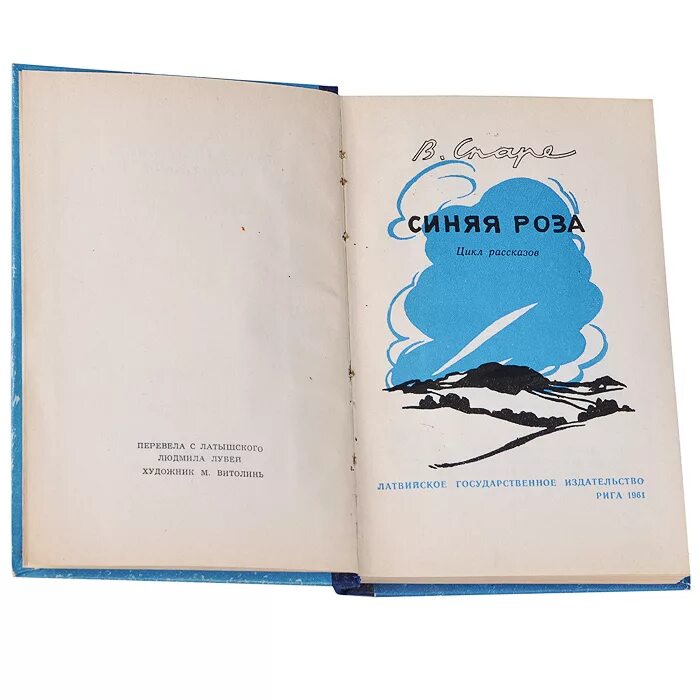 ПЕРЕВЕЛА С ЛАТЫШСКОГО
ЛЮДМИЛА ЛУБЕЙ
ХУДОЖНИК М. ВИТОЛИНЬ
В. Спаре
СИНЯЯ РОЗА
Цикл рассказов
ЛАТВИЙСКОЕ ГОСУДАРСТВЕННОЕ ИЗДАТЕЛЬСТВО
РИГА 1961